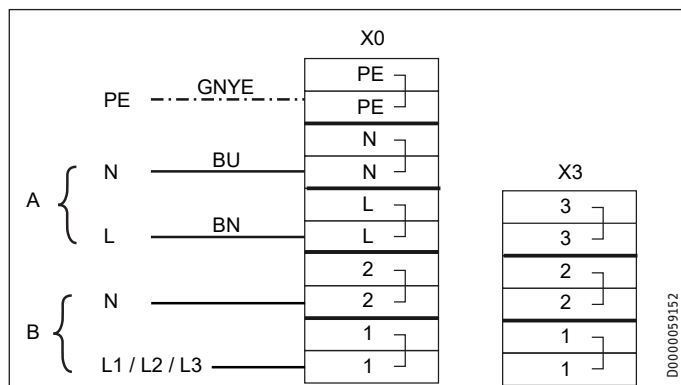 X0
PE
PE GNYE PE
N
N BU N
X3
A
L
3
L BN L
3
2
2
N 2
2
B
1
1
L1 / L2 / L3 1
1
D0000059152